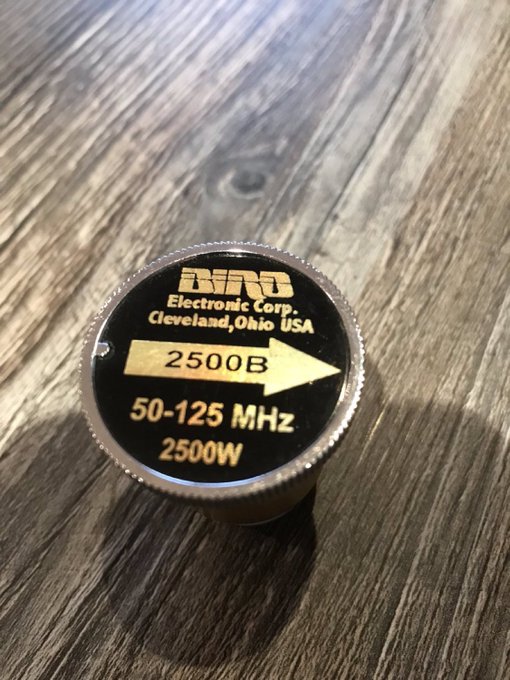 BIRD
Electronic Corp.
Cleveland,Ohio USA
2500B
50-125 MHz
2500W